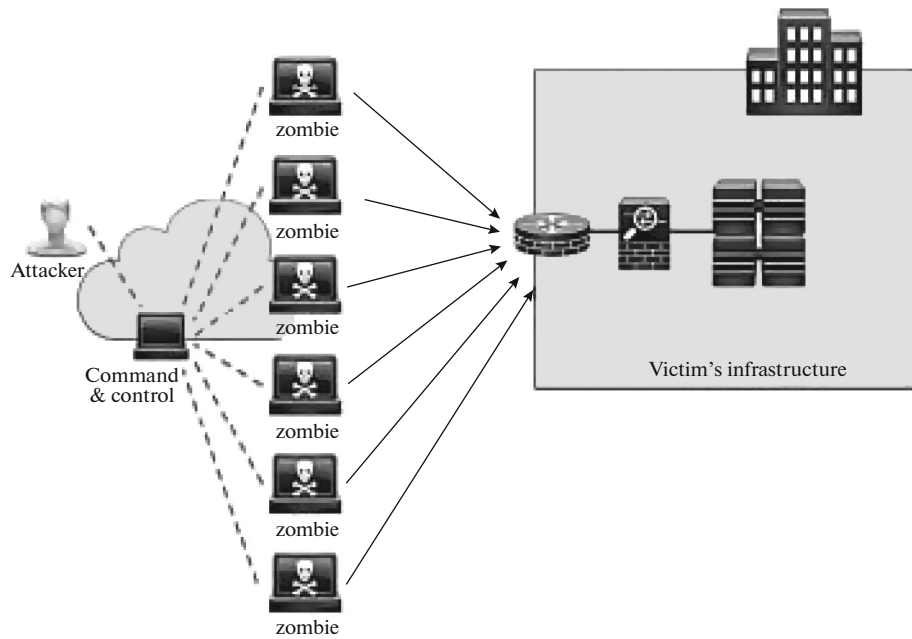 zombie
zombie
Attacker
zombie
Command
& control
zombie
Victim's infrastructure
zombie
zombie